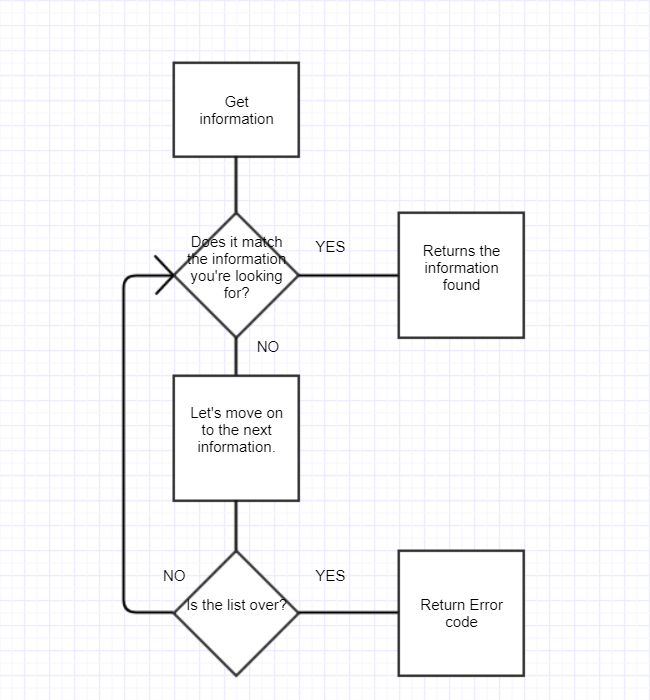 Get
information
Does it match
the information
you're looking
for?
YES
Returns the
information
found
NO
Let's move on
to the next
information.
NO
YES
Is the list over?
Return Error
code